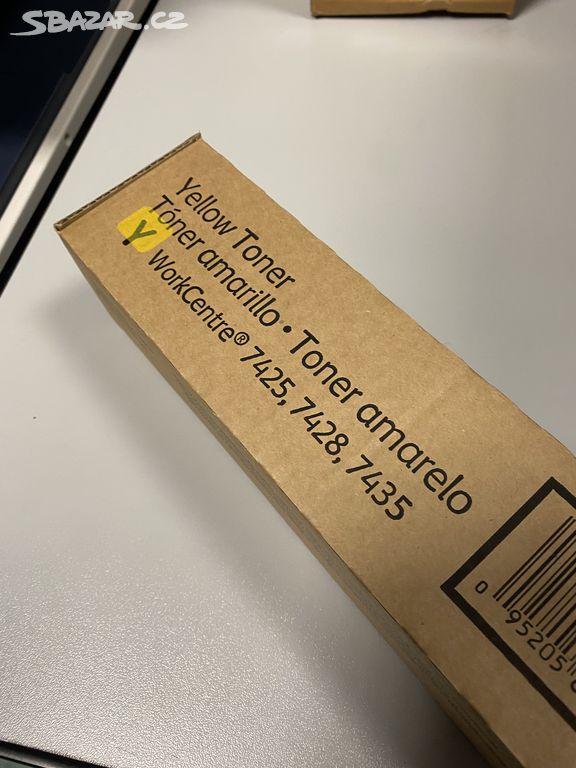 SBAZAR.CZ
Yellow Toner
Tóner amarillo • Toner amarelo
Y
WorkCentre® 7425, 7428, 7435
0 95205